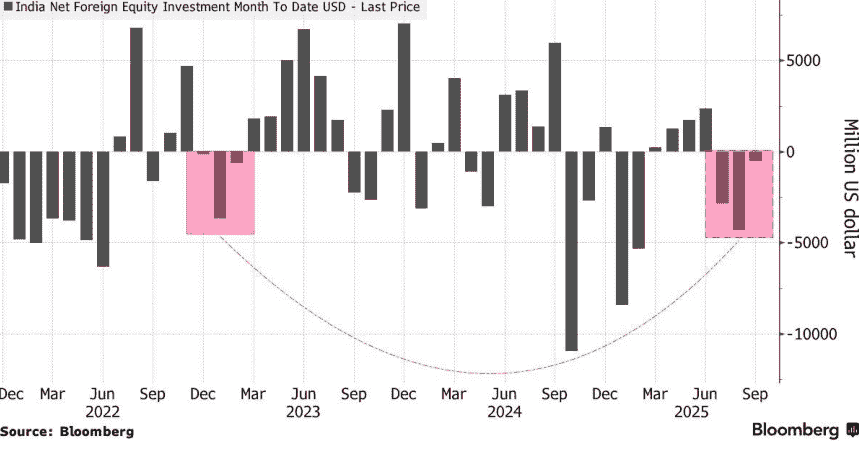 India Net Foreign Equity Investment Month To Date USD - Last Price
5000
0
-5000
-10000
Million US dollar
Dec Mar Jun Sep Dec Mar Jun Sep Dec Mar Jun Sep Dec Mar Jun Sep
2022 2023 2024 2025
Source: Bloomberg
Bloomberg